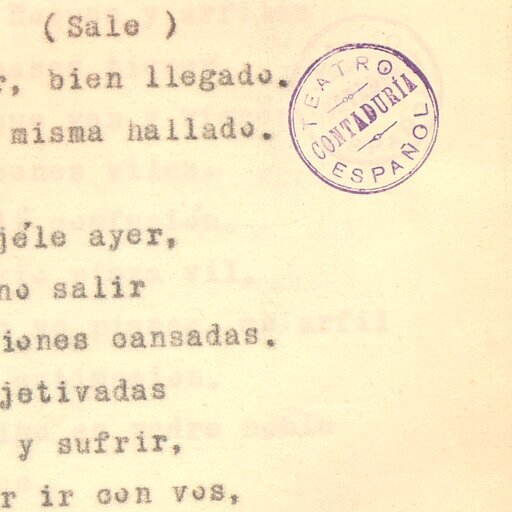 (Sale )
r, bien llegado.
misma hallado.
TEATRO
CONTADURÍA
ESPAÑOL
jéle ayer,
no salir
iones cansadas.
jetivadas
y sufrir,
r ir con vos,